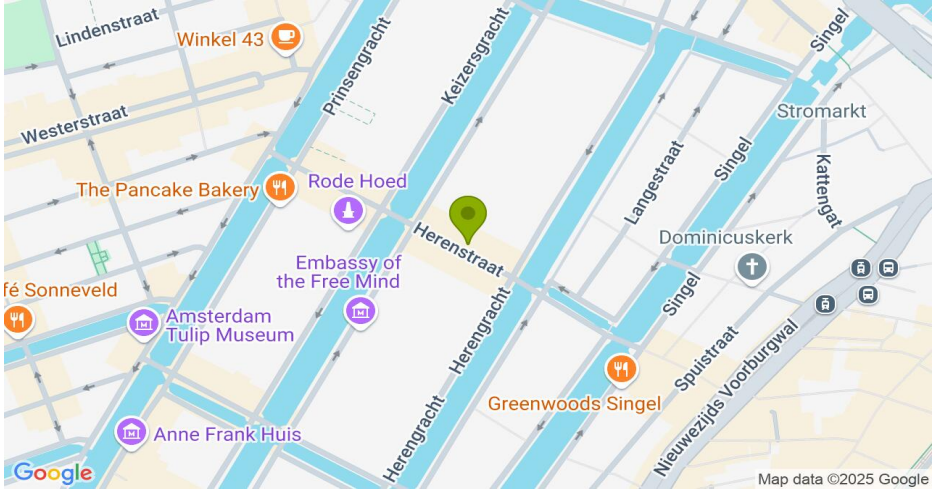 Lindenstraat
Winkel 43
Prinsengracht
Keizersgracht
Singel
Westerstraat
Stromarkt
The Pancake Bakery
Rode Hoed
Langestraat
Singel
Kattengat
Herenstraat
Dominicuskerk
Embassy of
the Free Mind
fé Sonneveld
Amsterdam
Tulip Museum
Herengracht
Singel
Spuistraat
Nieuwezijds Voorburgwal
Greenwoods Singel
Anne Frank Huis
Herengracht
Google
Map data ©2025 Google